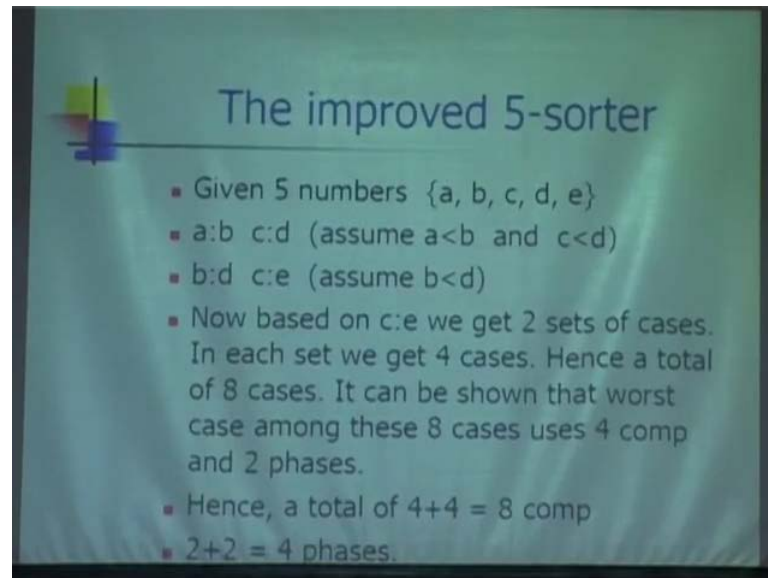 The improved 5-sorter
Given 5 numbers {a, b, c, d, e}
a:b c:d (assume a<b and c<d)
b:d c:e (assume b<d)
Now based on c:e we get 2 sets of cases.
In each set we get 4 cases. Hence a total
of 8 cases. It can be shown that worst
case among these 8 cases uses 4 comp
and 2 phases.
Hence, a total of 4+4 = 8 comp
2+2 = 4 phases.